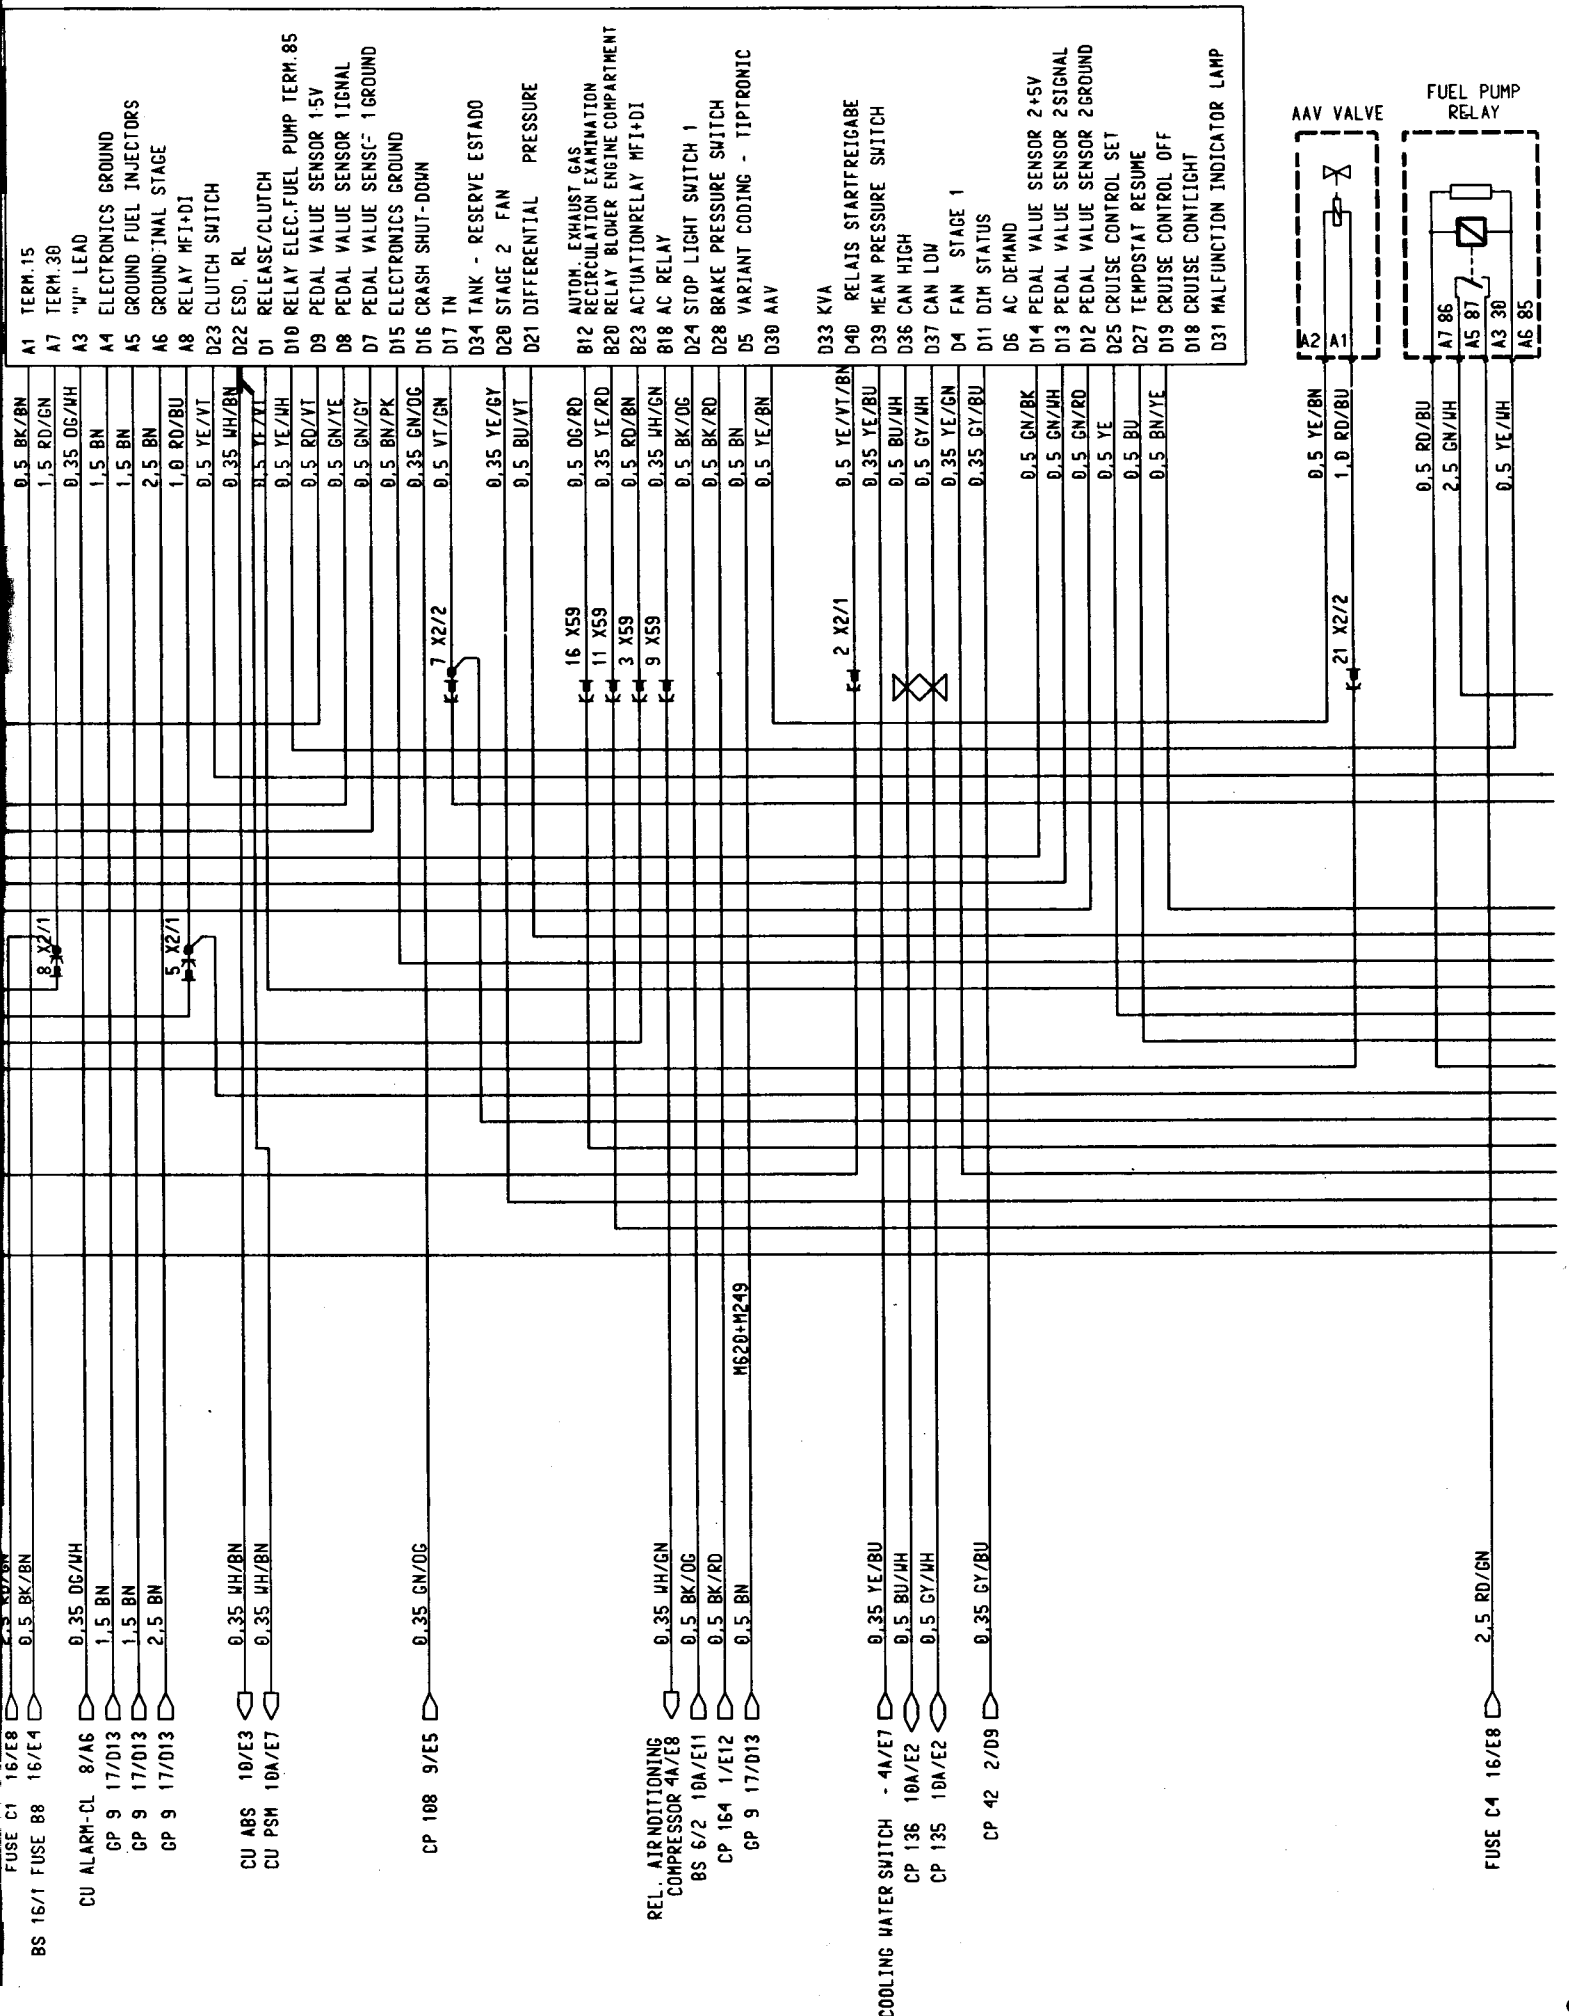 A1 TERM.15
A7 TERM.30
A3 "W" LEAD
A4 ELECTRONICS GROUND
A5 GROUND FUEL INJECTORS
A6 GROUND INAL STAGE
A8 RELAY MFI+DI
D23 CLUTCH SWITCH
D22 ESO, RL
D1 RELEASE/CLUTCH
D10 RELAY ELEC.FUEL PUMP TERM.85
D9 PEDAL VALUE SENSOR 1-5V
D8 PEDAL VALUE SENSOR 1IGNAL
D7 PEDAL VALUE 1GROUND
D15 ELECTRONICS GROUND
D16 CRASH SHUT-DOWN
D17 TN
D34 TANK - RESERVE ESTADO
D20 STAGE 2 FAN
D21 DIFFERENTIAL PRESSURE
B12 AUTOM. EXHAUST GAS
RECIRCULATION EXAMINATION
B20 RELAY BLOWER ENGINE COMPARTMENT
B23 ACTUATIONRELAY MFI+DI
B18 AC RELAY
D24 STOP LIGHT SWITCH 1
D28 BRAKE PRESSURE SWITCH
D5 VARIANT CODING - TIPTRONIC
D30 AAV
D33 KVA
D40 RELAIS STARTFREIGABE
D39 MEAN PRESSURE SWITCH
D36 CAN HIGH
D37 CAN LOW
D4 FAN STAGE 1
D11 DIM STATUS
D6 AC DEMAND
D14 PEDAL VALUE SENSOR 2+5V
D13 PEDAL VALUE SENSOR 2SIGNAL
D12 PEDAL VALUE SENSOR 2GROUND
D25 CRUISE CONTROL SET
D27 TEMPOSTAT RESUME
D19 CRUISE CONTROL OFF
D18 CRUISE CONTLIGHT
D31 MALFUNCTION INDICATOR LAMP
AAV VALVE
A2
A1
FUEL PUMP
RELAY
A7 86
A5 87
A3 30
A6 85
0,5 BK/BN
1,5 RD/GN
0,35 OG/WH
1,5 BN
1,5 BN
2,5 BN
1,0 RD/BU
0,5 YE/VT
0,35 WH/BN
0,5 YE/VT
0,5 YE/WH
0,5 RD/VT
0,5 GN/YE
0,5 GN/GY
0,5 BN/PK
0,35 GN/OG
0,5 VT/GN
0,35 YE/GY
0,5 BU/VT
0,5 OG/RD
0,35 YE/RD
0,5 RD/BN
0,35 WH/GN
0,5 BK/OG
0,5 BK/RD
0,5 BN
0,5 YE/BN
0,5 YE/VT/BN
0,35 YE/BU
0,5 BU/WH
0,5 GY/WH
0,35 YE/GN
0,35 GY/BU
0,5 GN/BK
0,5 GN/WH
0,5 GN/RD
0,5 YE
0,5 BU
0,5 BN/YE
0,5 YE/BN
1,0 RD/BU
0,5 RD/BU
2,5 GN/WH
0,5 YE/WH
7 X2/2
16 X59
11 X59
3 X59
9 X59
2 X2/1
21 X2/2
8 X2/1
5 X2/1
M620+M249
2,5 RD/GN
0,5 BK/BN
0,35 OG/WH
1,5 BN
1,5 BN
2,5 BN
0,35 WH/BN
0,35 WH/BN
0,35 GN/OG
0,35 WH/GN
0,5 BK/OG
0,5 BK/RD
0,5 BN
0,35 YE/BU
0,5 BU/WH
0,5 GY/WH
0,35 GY/BU
2,5 RD/GN
FUSE C1 16/E8
BS 16/1 FUSE B8 16/E4
CU ALARM-CL 8/A6
GP 9 17/D13
GP 9 17/D13
GP 9 17/D13
CU ABS 10/E3
CU PSM 10A/E7
CP 108 9/E5
REL. AIRNDITIONING
COMPRESSOR 4A/E8
BS 6/2 10A/E11
CP 164 1/E12
GP 9 17/D13
COOLING WATER SWITCH - 4A/E7
CP 136 10A/E2
CP 135 10A/E2
CP 42 2/D9
FUSE C4 16/E8